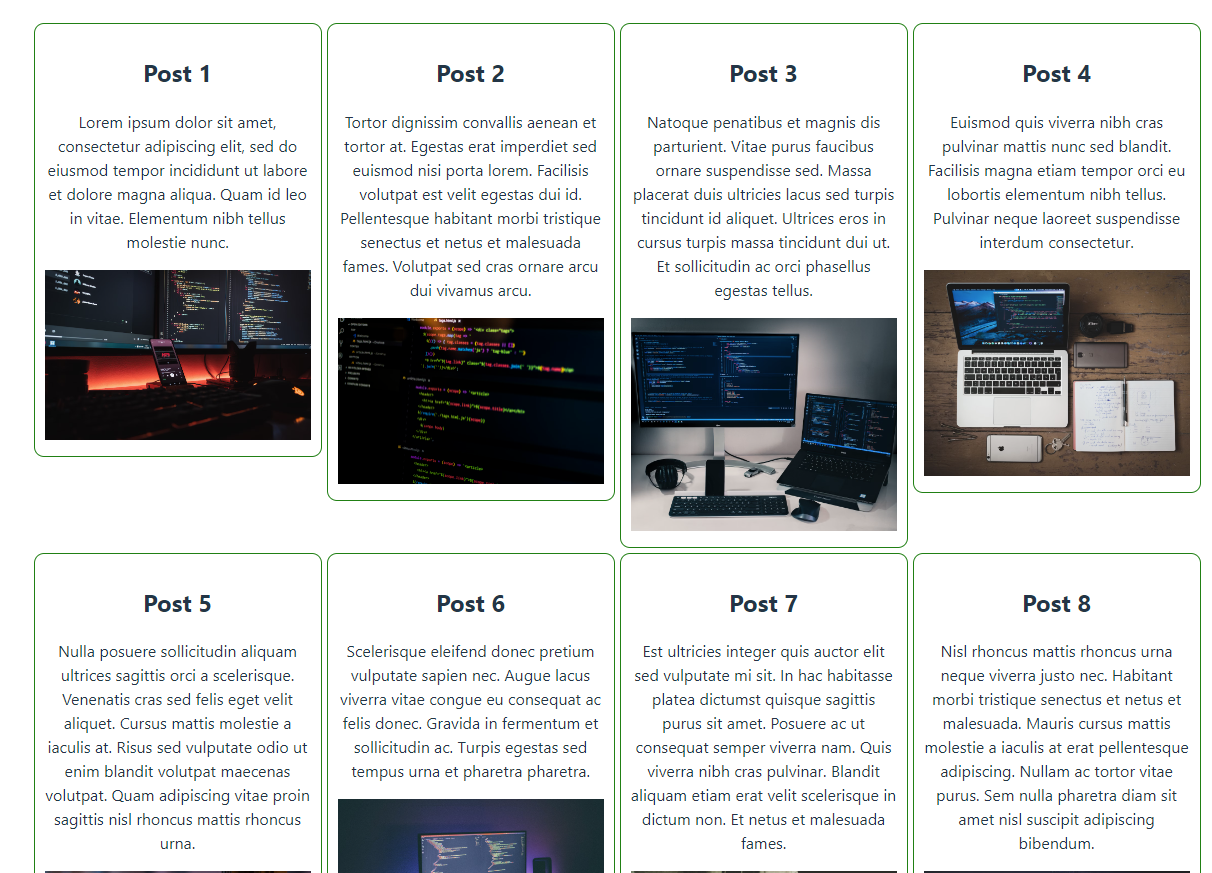 Post 1
Lorem ipsum dolor sit amet,
consectetur adipiscing elit, sed do
eiusmod tempor incididunt ut labore
et dolore magna aliqua. Quam id leo
in vitae. Elementum nibh tellus
molestie nunc.
Post 2
Tortor dignissim convallis aenean et
tortor at. Egestas erat imperdiet sed
euismod nisi porta lorem. Facilisis
volutpat est velit egestas dui id.
Pellentesque habitant morbi tristique
senectus et netus et malesuada
fames. Volutpat sed cras ornare arcu
dui vivamus arcu.
Post 3
Natoque penatibus et magnis dis
parturient. Vitae purus faucibus
ornare suspendisse sed. Massa
placerat duis ultricies lacus sed turpis
tincidunt id aliquet. Ultrices eros in
cursus turpis massa tincidunt dui ut.
Et sollicitudin ac orci phasellus
egestas tellus.
Post 4
Euismod quis viverra nibh cras
pulvinar mattis nunc sed blandit.
Facilisis magna etiam tempor orci eu
lobortis elementum nibh tellus.
Pulvinar neque laoreet suspendisse
interdum consectetur.
Post 5
Nulla posuere sollicitudin aliquam
ultrices sagittis orci a scelerisque.
Venenatis cras sed felis eget velit
aliquet. Cursus mattis molestie a
iaculis at. Risus sed vulputate odio ut
enim blandit volutpat maecenas
volutpat. Quam adipiscing vitae proin
sagittis nisl rhoncus mattis rhoncus
urna.
Post 6
Scelerisque eleifend donec pretium
vulputate sapien nec. Augue lacus
viverra vitae congue eu consequat ac
felis donec. Gravida in fermentum et
sollicitudin ac. Turpis egestas sed
tempus urna et pharetra pharetra.
Post 7
Est ultricies integer quis auctor elit
sed vulputate mi sit. In hac habitasse
platea dictumst quisque sagittis
purus sit amet. Posuere ac ut
consequat semper viverra nam. Quis
viverra nibh cras pulvinar. Blandit
aliquam etiam erat velit scelerisque in
dictum non. Et netus et malesuada
fames.
Post 8
Nisl rhoncus mattis rhoncus urna
neque viverra justo nec. Habitant
morbi tristique senectus et netus et
malesuada. Mauris cursus mattis
molestie a iaculis at erat pellentesque
adipiscing. Nullam ac tortor vitae
purus. Sem nulla pharetra diam sit
amet nisl suscipit adipiscing
bibendum.